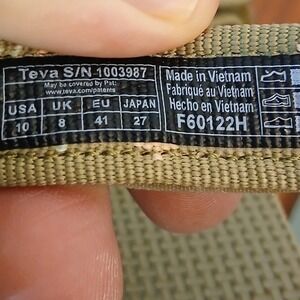 Teva S/N 1003987
May be covered by Pat:
www.teva.com/patents
USA UK EU JAPAN
10 8 41 27
Made in Vietnam
Fabriqué au Vietnam
Hecho en Vietnam
F60122H